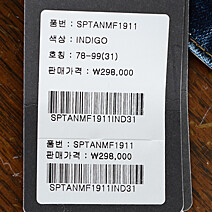 품번 : SPTANMF1911
색상 : INDIGO
호칭 : 78-99(31)
판매가격 : ₩298,000
SPTANMF1911IND31
품번 : SPTANMF1911
판매가격 : ₩298,000
SPTANMF1911IND31